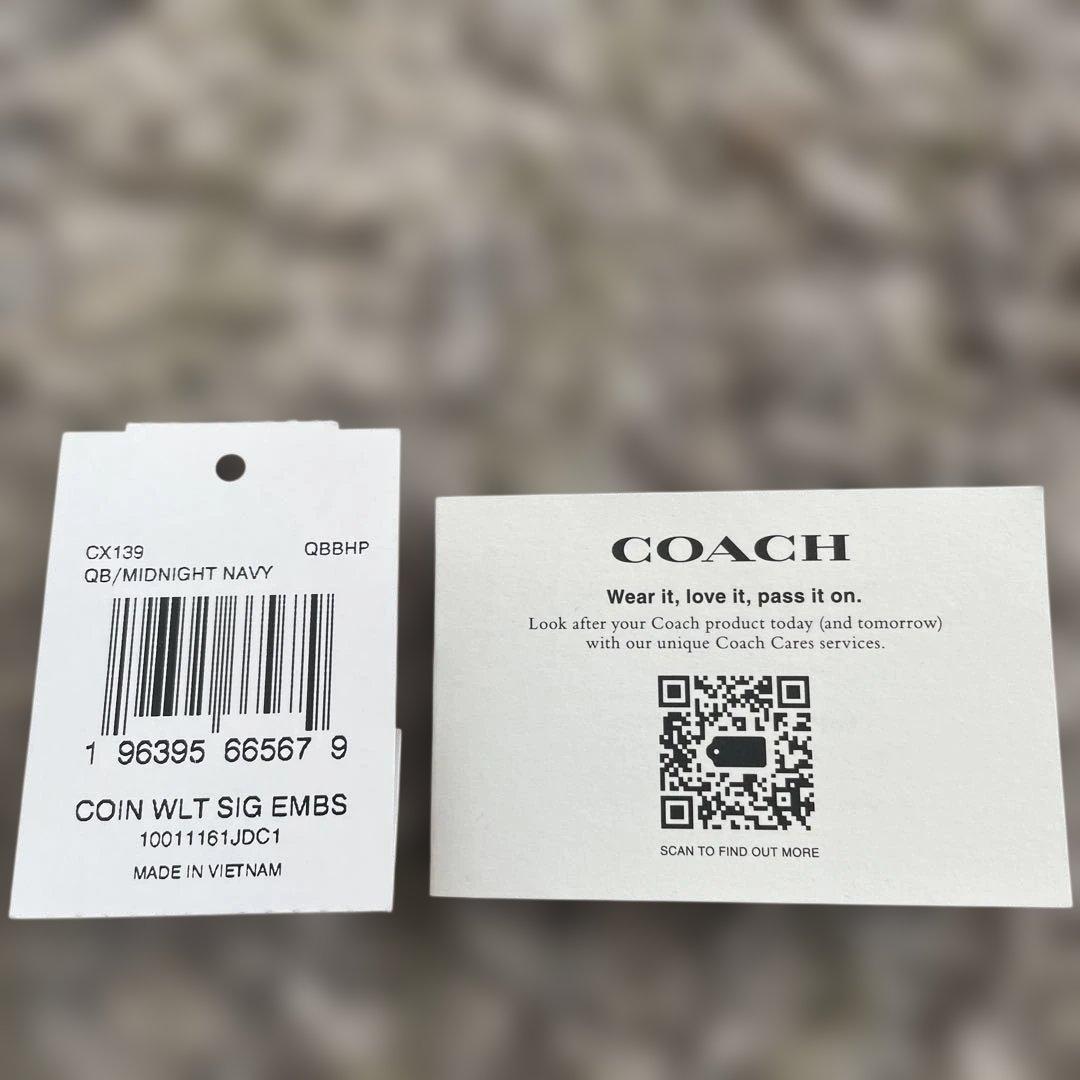 CX139 QBBHP
QB/MIDNIGHT NAVY
1 96395 66567 9
COIN WLT SIG EMBS
10011161JDC1
MADE IN VIETNAM
COACH
Wear it, love it, pass it on.
Look after your Coach product today (and tomorrow)
with our unique Coach Cares services.
SCAN TO FIND OUT MORE